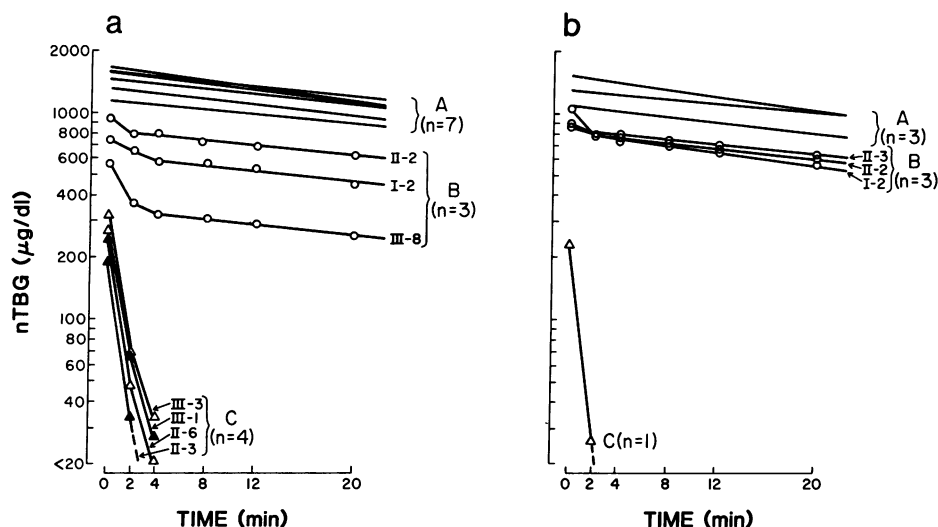 a
2000
1000
800
600
400
200
100
80
60
40
<20
nTBG (µg/dl)
0 2 4 8 12 20
TIME (min)
A
(n=7)
II-2
I-2
B
(n=3)
III-8
III-3
III-1
II-6
II-3
C
(n=4)
b
A
(n=3)
II-3
II-2
I-2
B
(n=3)
C(n=1)
0 2 4 8 12 20
TIME (min)